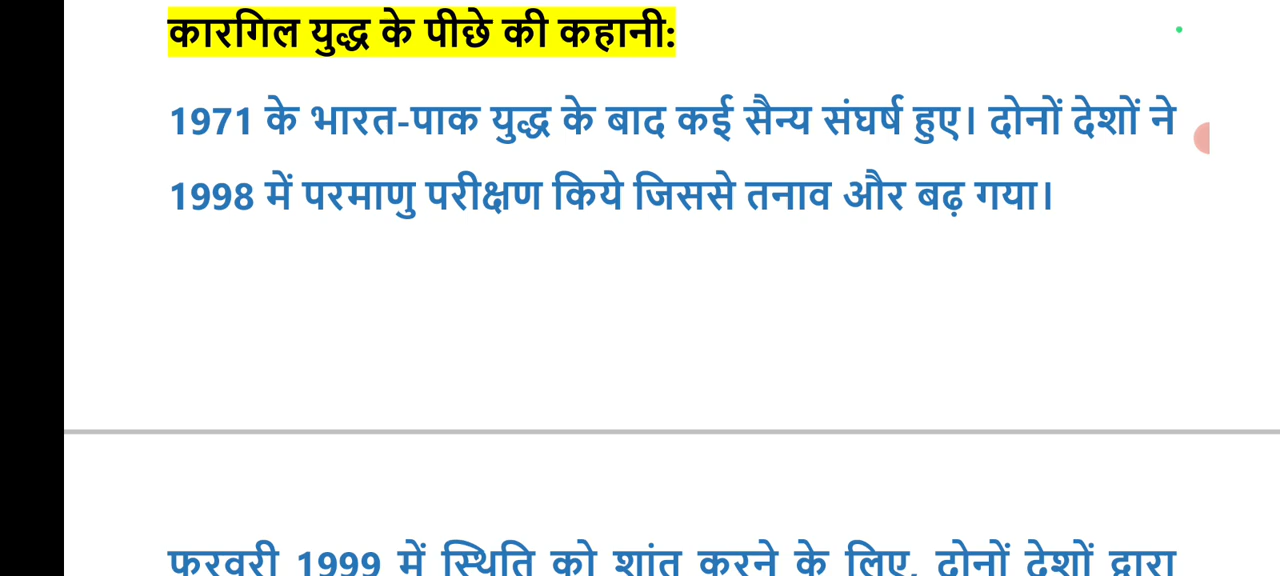 कारगिल युद्ध के पीछे की कहानी:
1971 के भारत-पाक युद्ध के बाद कई सैन्य संघर्ष हुए। दोनों देशों ने
1998 में परमाणु परीक्षण किये जिससे तनाव और बढ़ गया।
फरवरी 1999 में स्थिति को शांत करने के लिए, दोनों देशों द्वारा